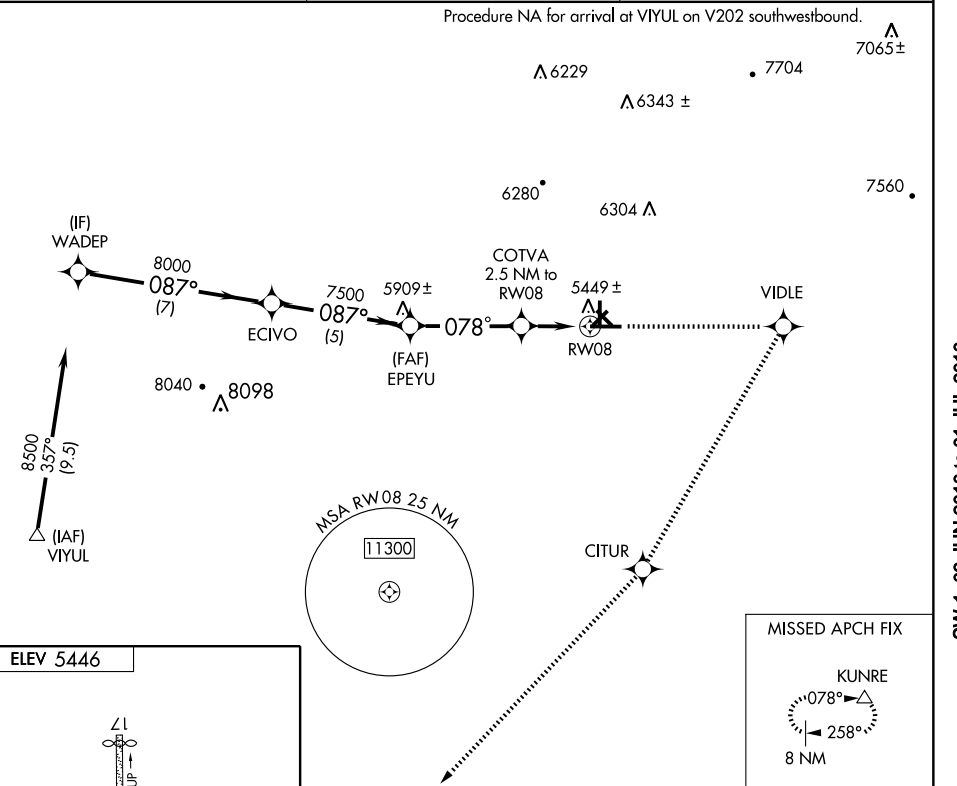 Procedure NA for arrival at VIYUL on V202 southwestbound.
7065±
6229
7704
6343 ±
6280
7560
6304
(IF)
WADEP
8000
087°
(7)
ECIVO
7500
087°
(5)
5909±
(FAF)
EPEYU
078°
COTVA
2.5 NM to
RW08
5449 ±
RW08
VIDLE
8040
8098
8500
357°
(9.5)
(IAF)
VIYUL
MSA RW08 25 NM
11300
CITUR
MISSED APCH FIX
KUNRE
078°
258°
8 NM
ELEV 5446
17
UP